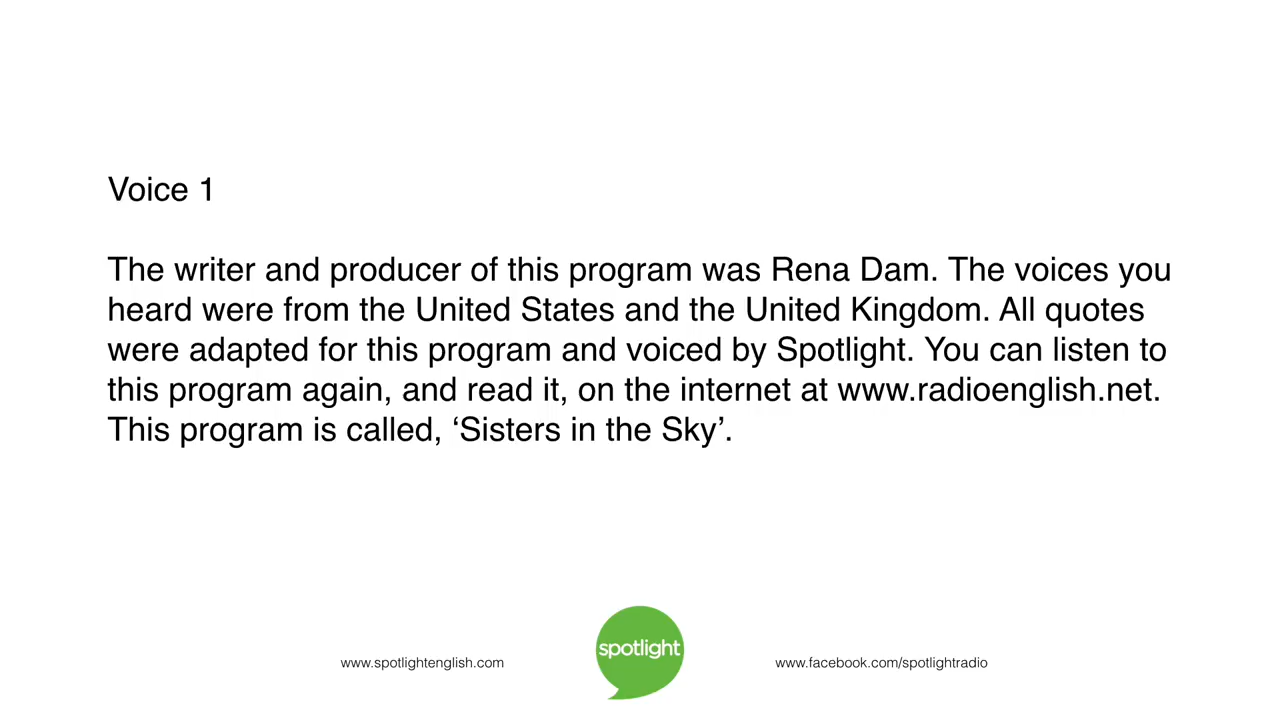 Voice 1
The writer and producer of this program was Rena Dam. The voices you
heard were from the United States and the United Kingdom. All quotes
were adapted for this program and voiced by Spotlight. You can listen to
this program again, and read it, on the internet at www.radioenglish.net.
This program is called, ‘Sisters in the Sky’.
www.spotlightenglish.com
spotlight
www.facebook.com/spotlightradio